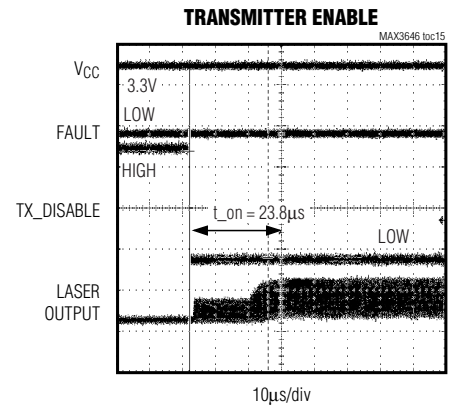 TRANSMITTER ENABLE
MAX3646 toc15
VCC
3.3V
LOW
FAULT
HIGH
TX_DISABLE
t_on = 23.8µs
LOW
LASER
OUTPUT
10µs/div